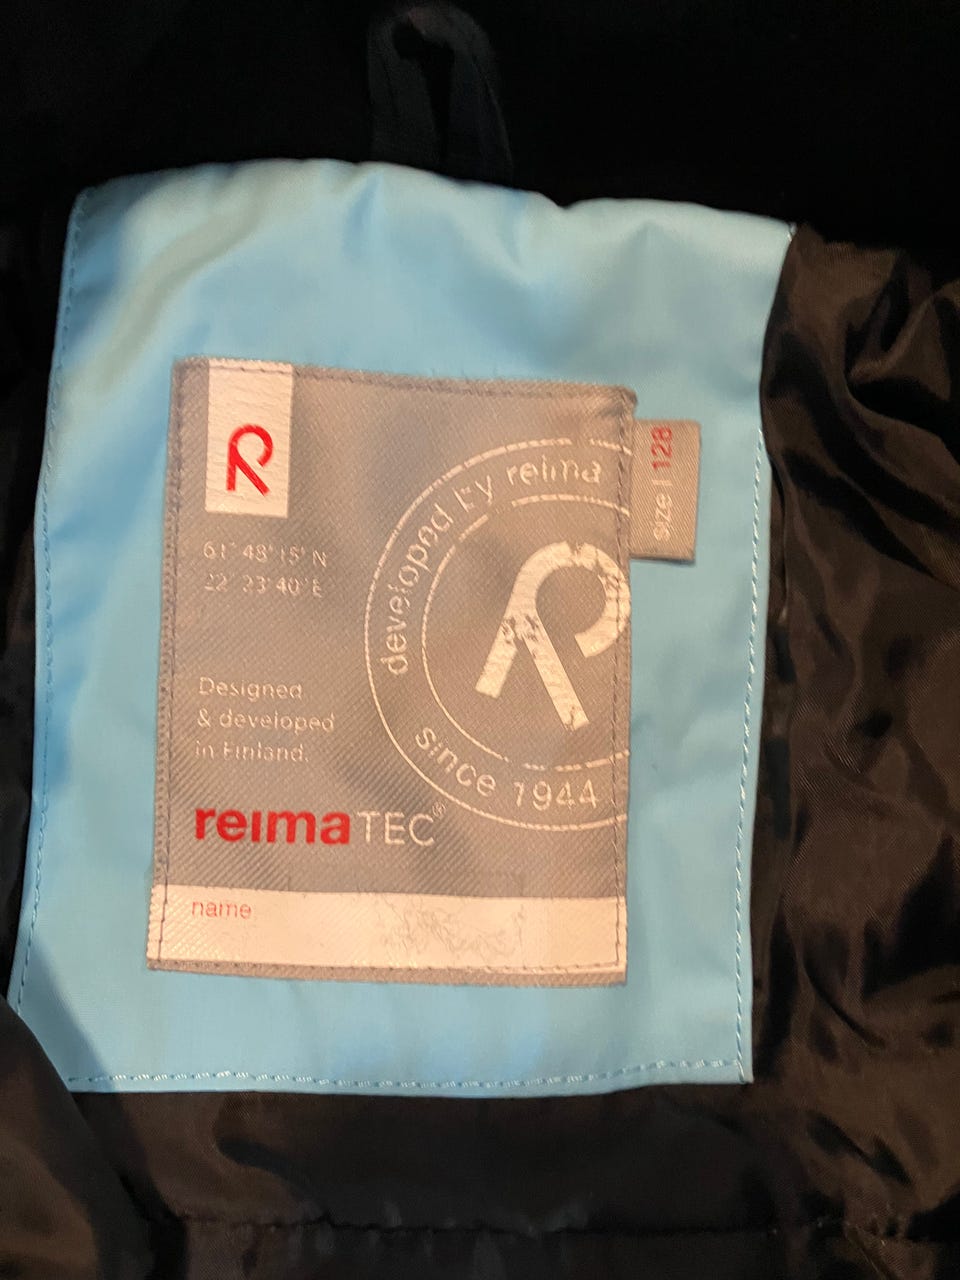 R
61° 48' 15" N
22° 23' 40" E
Designed
& developed
in Finland.
reimaTEC®
name
developed by reima
since 1944
size | 128